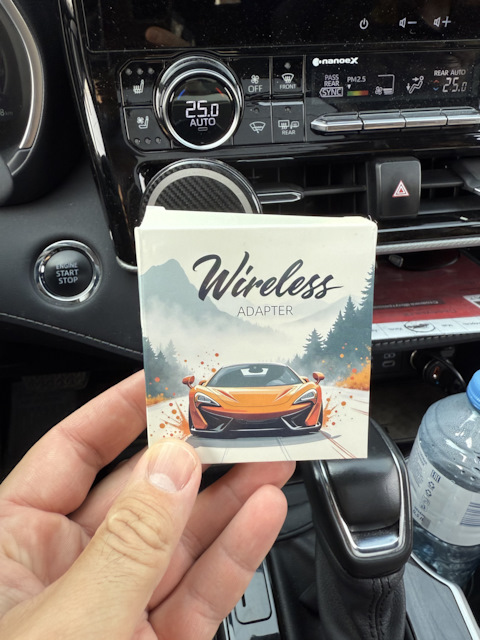 nanoeX
OFF
FRONT
PASS
REAR
SYNC
PM2.5
REAR AUTO
25.0
25.0
AUTO
REAR
ENGINE
START
STOP
Wireless
ADAPTER